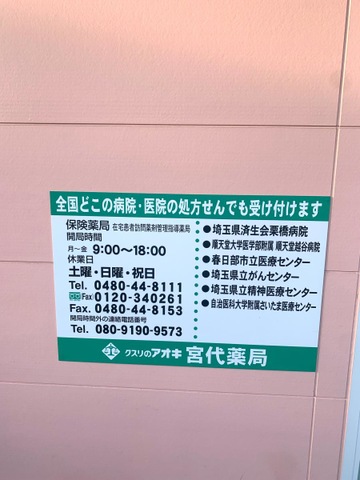 全国どこの病院・医院の処方せんでも受け付けます
保険薬局 在宅患者訪問薬剤管理指導薬局
開局時間
月～金 9:00～18:00
休業日
土曜・日曜・祝日
Tel. 0480-44-8111
Fax 0120-340261
Fax. 0480-44-8153
開局時間外の連絡電話番号
Tel. 080-9190-9573
●埼玉県済生会栗橋病院
●順天堂大学医学部附属 順天堂越谷病院
●春日部市立医療センター
●埼玉県立がんセンター
●埼玉県立精神医療センター
●自治医科大学附属さいたま医療センター
クスリのアオキ 宮代薬局